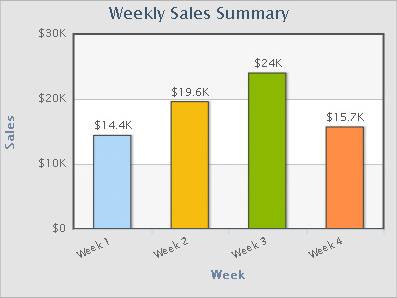 Weekly Sales Summary
$30K
$20K
$10K
$0
Sales
$14.4K
$19.6K
$24K
$15.7K
Week 1
Week 2
Week 3
Week 4
Week